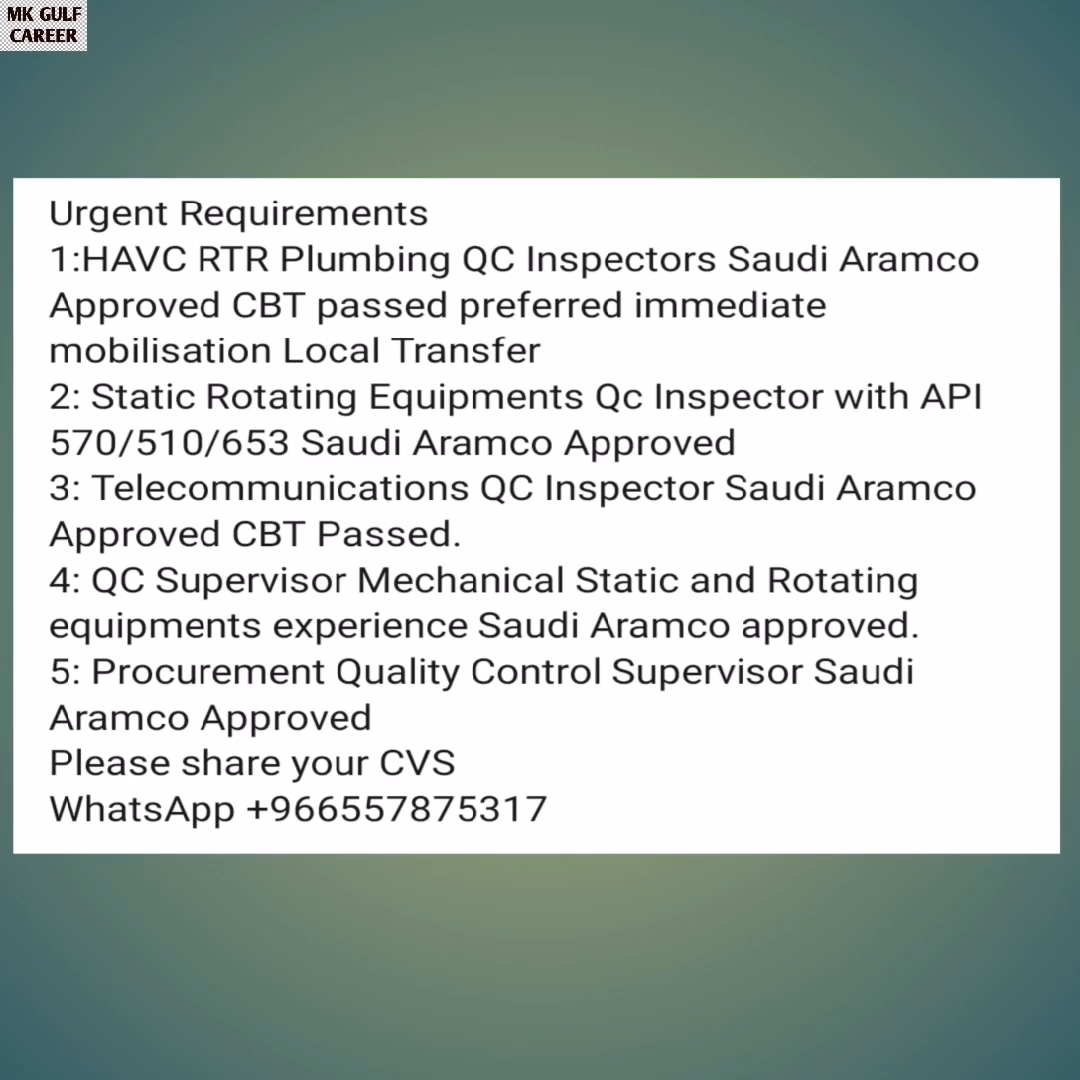 MK GULF
CAREER
Urgent Requirements
1:HAVC RTR Plumbing QC Inspectors Saudi Aramco
Approved CBT passed preferred immediate
mobilisation Local Transfer
2: Static Rotating Equipments Qc Inspector with API
570/510/653 Saudi Aramco Approved
3: Telecommunications QC Inspector Saudi Aramco
Approved CBT Passed.
4: QC Supervisor Mechanical Static and Rotating
equipments experience Saudi Aramco approved.
5: Procurement Quality Control Supervisor Saudi
Aramco Approved
Please share your CVS
WhatsApp +966557875317